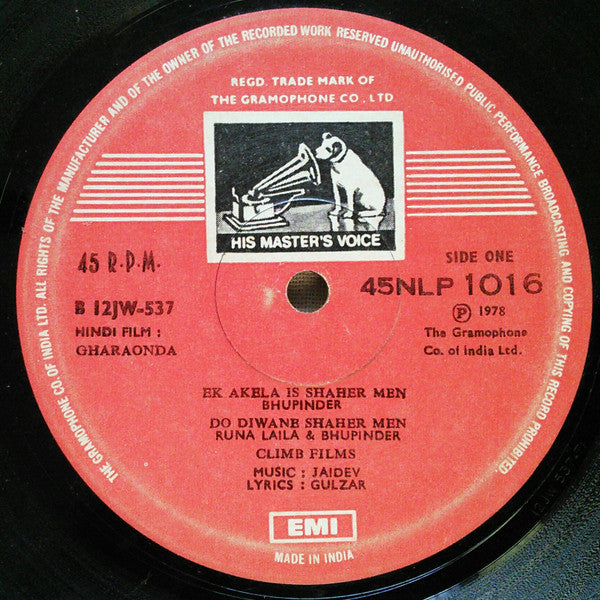 THE GRAMOPHONE CO. OF INDIA LTD. ALL RIGHTS OF THE MANUFACTURER AND OF THE OWNER OF THE RECORDED WORK RESERVED UNAUTHORISED PUBLIC PERFORMANCE BROADCASTING AND COPYING OF THIS RECORD PROHIBITED.
REGD. TRADE MARK OF
THE GRAMOPHONE CO. LTD
HIS MASTER'S VOICE
45 R.P.M.
B 12JW-537
HINDI FILM :
GHARAONDA
SIDE ONE
45NLP 1016
Ⓟ 1978
The Gramophone
Co. of India Ltd.
EK AKELA IS SHAHER MEN
BHUPINDER
DO DIWANE SHAHER MEN
RUNA LAILA & BHUPINDER
CLIMB FILMS
MUSIC : JAIDEV
LYRICS : GULZAR
EMI
MADE IN INDIA